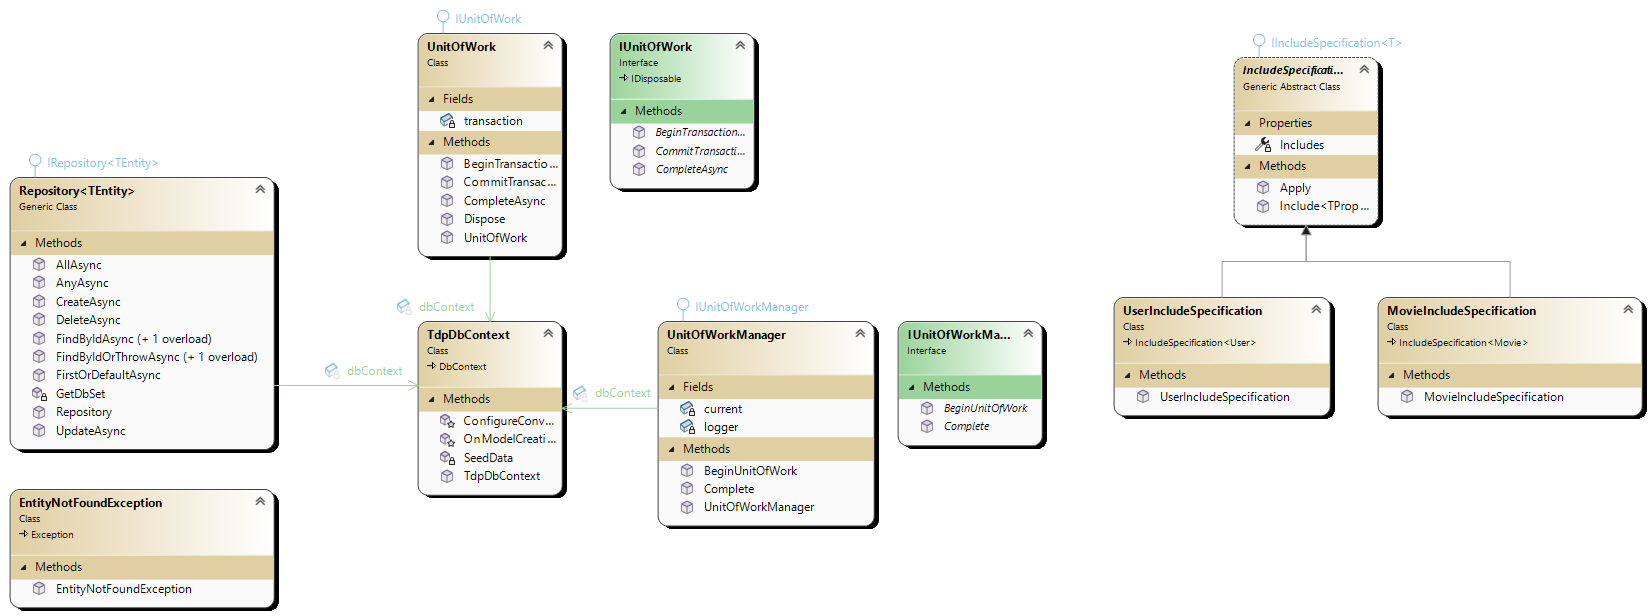 IRepository<TEntity>
Repository<TEntity>
Generic Class
Methods
AllAsync
AnyAsync
CreateAsync
DeleteAsync
FindByIdAsync (+ 1 overload)
FindByIdOrThrowAsync (+ 1 overload)
FirstOrDefaultAsync
GetDbSet
Repository
UpdateAsync
EntityNotFoundException
Class
Exception
Methods
EntityNotFoundException
IUnitOfWork
UnitOfWork
Class
Fields
transaction
Methods
BeginTransactio...
CommitTransac...
CompleteAsync
Dispose
UnitOfWork
IUnitOfWork
Interface
IDisposable
Methods
BeginTransaction...
CommitTransacti...
CompleteAsync
dbContext
dbContext
dbContext
TdpDbContext
Class
DbContext
Methods
ConfigureConv...
OnModelCreati...
SeedData
TdpDbContext
IUnitOfWorkManager
UnitOfWorkManager
Class
Fields
current
logger
Methods
BeginUnitOfWork
Complete
UnitOfWorkManager
IUnitOfWorkMa...
Interface
Methods
BeginUnitOfWork
Complete
IIncludeSpecification<T>
IncludeSpecificati...
Generic Abstract Class
Properties
Includes
Methods
Apply
Include<TProp...
UserIncludeSpecification
Class
IncludeSpecification<User>
Methods
UserIncludeSpecification
MovieIncludeSpecification
Class
IncludeSpecification<Movie>
Methods
MovieIncludeSpecification